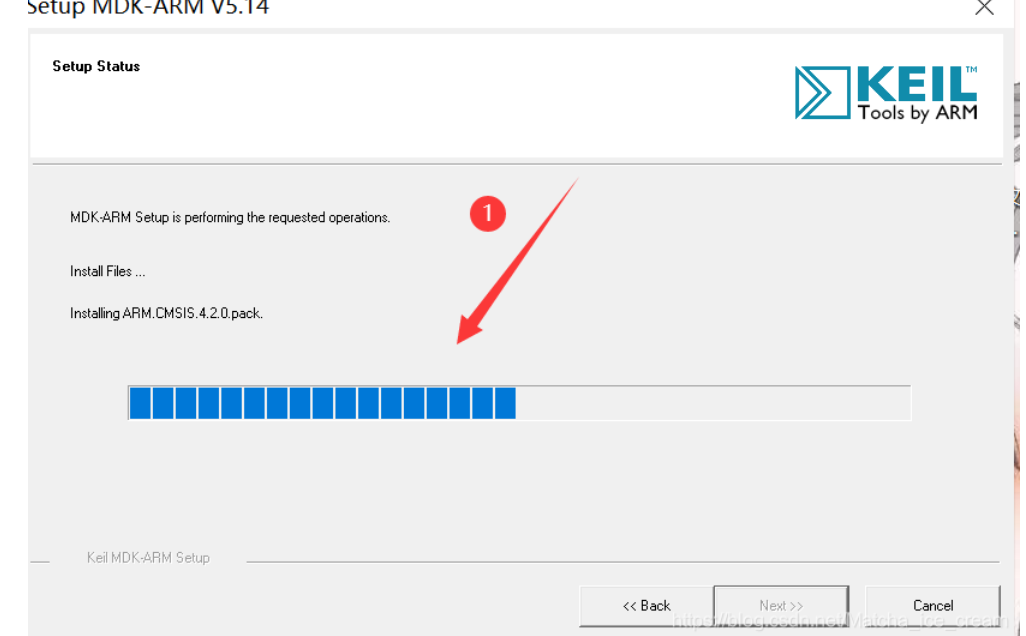 Setup MDK-ARM V5.14
Setup Status
KEIL™
Tools by ARM
MDK-ARM Setup is performing the requested operations.
1
Install Files ...
Installing ARM.CMSIS.4.2.0.pack.
Keil MDK-ARM Setup
<< Back
Next >>
Cancel
https://blog.csdn.net/Matcha_ice_cream